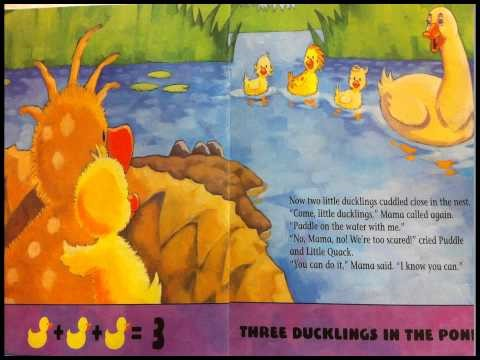 Now two little ducklings cuddled close in the nest.
"Come, little ducklings," Mama called again.
"Paddle on the water with me."
"No, Mama, no! We're too scared!" cried Puddle
and Little Quack.
"You can do it," Mama said. "I know you can."
+ + = 3
THREE DUCKLINGS IN THE POND